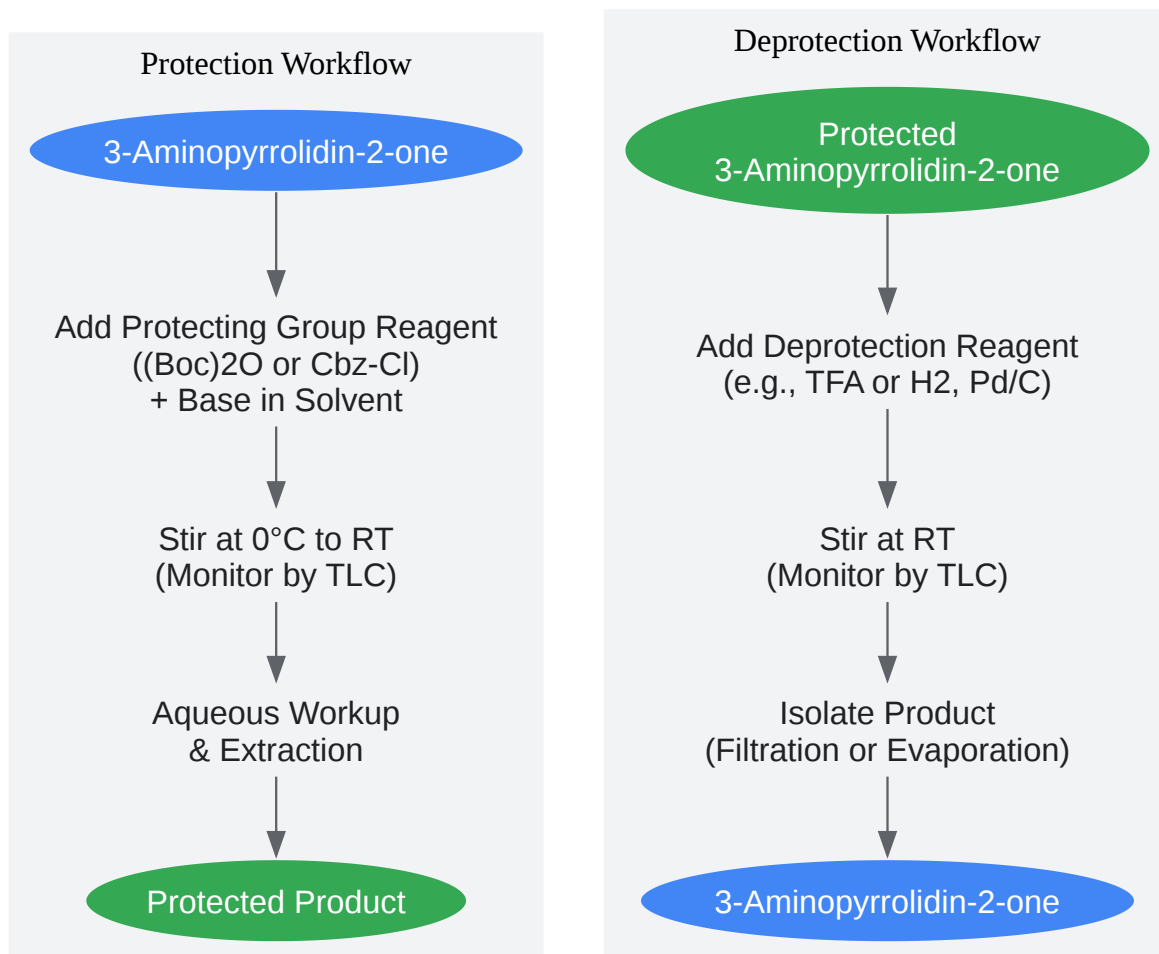 Protection Workflow
3-Aminopyrrolidin-2-one
Add Protecting Group Reagent
((Boc)2O or Cbz-Cl)
+ Base in Solvent
Stir at 0°C to RT
(Monitor by TLC)
Aqueous Workup
& Extraction
Protected Product
Deprotection Workflow
Protected
3-Aminopyrrolidin-2-one
Add Deprotection Reagent
(e.g., TFA or H2, Pd/C)
Stir at RT
(Monitor by TLC)
Isolate Product
(Filtration or Evaporation)
3-Aminopyrrolidin-2-one